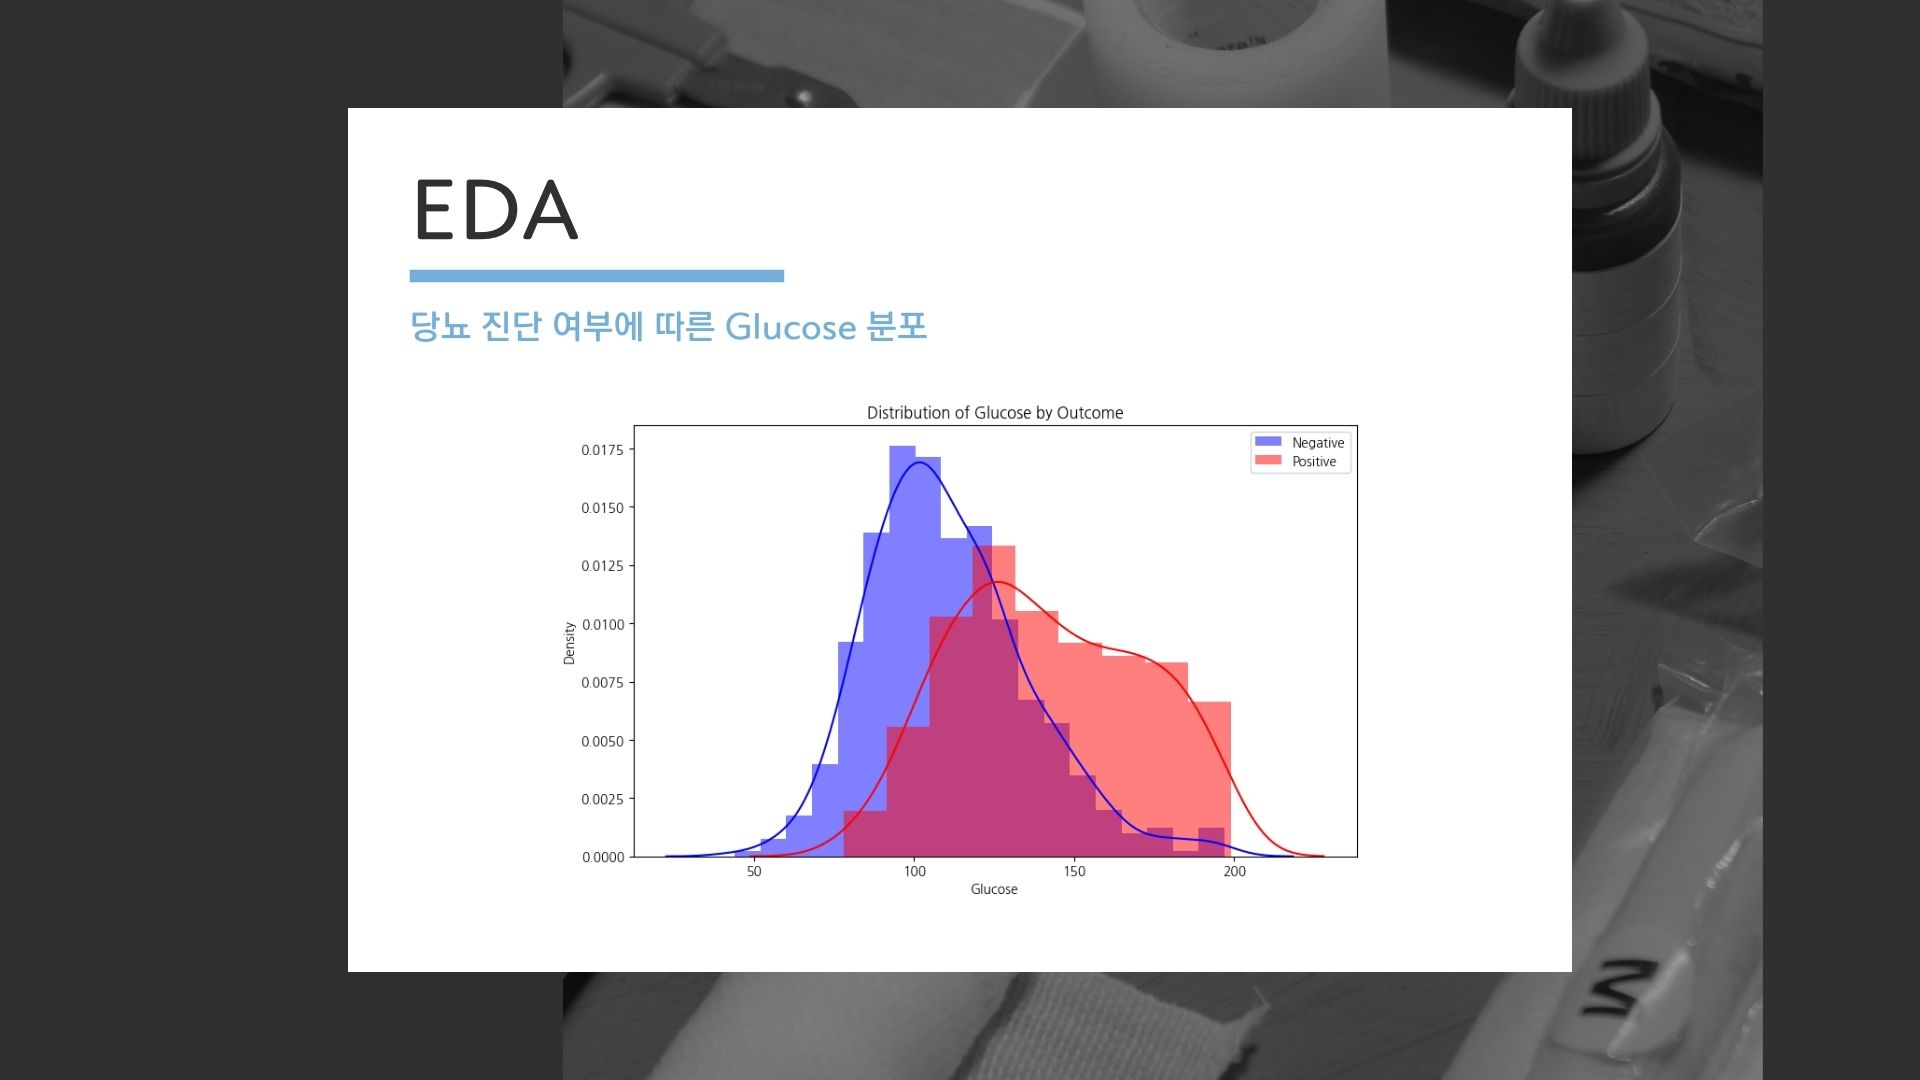 EDA
당뇨 진단 여부에 따른 Glucose 분포
Distribution of Glucose by Outcome
Negative
Positive
0.0175
0.0150
0.0125
0.0100
0.0075
0.0050
0.0025
0.0000
Density
50 100 150 200
Glucose
M